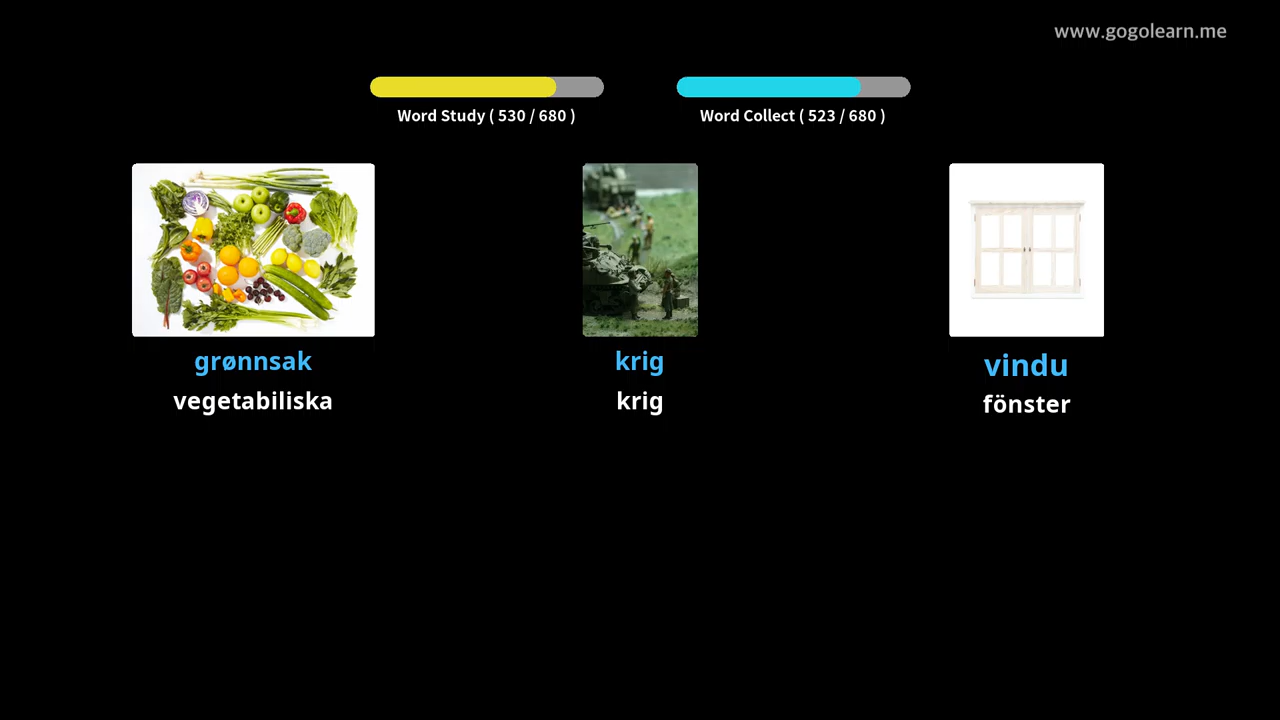 www.gogolearn.me
Word Study ( 530 / 680 )
Word Collect ( 523 / 680 )
grønnsak
vegetabiliska
krig
krig
vindu
fönster